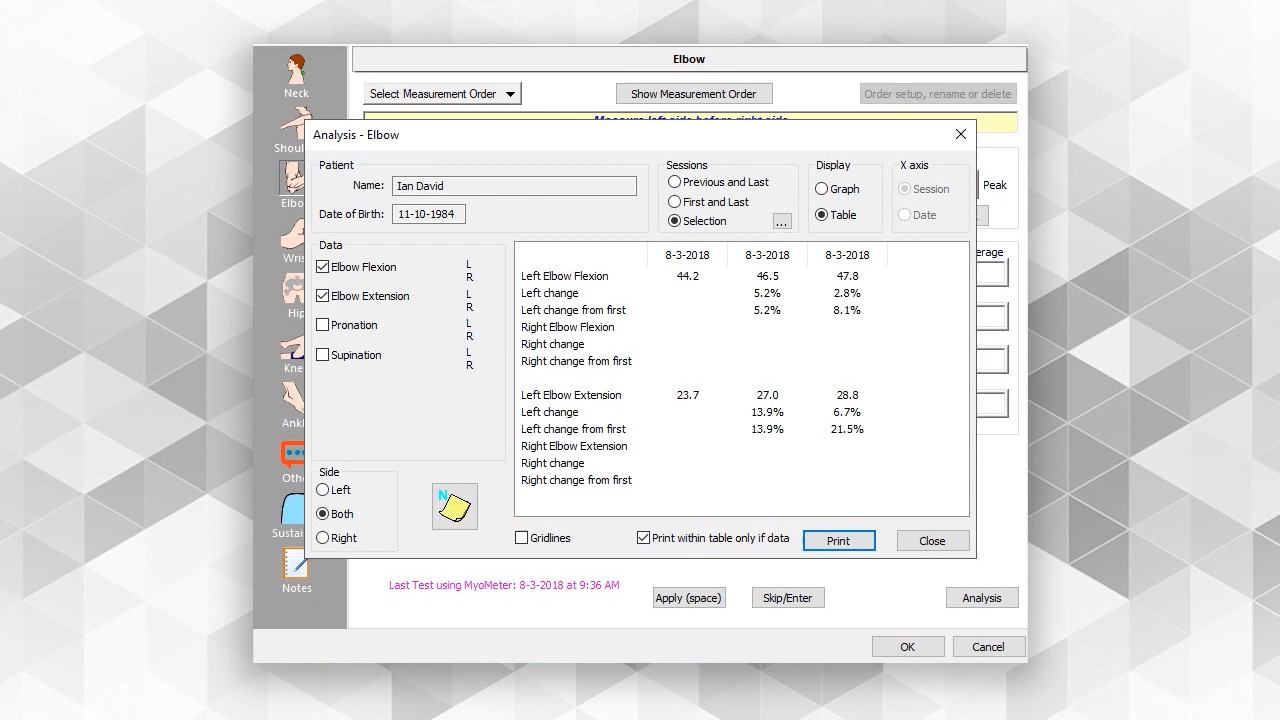 Elbow
Neck
Select Measurement Order
Show Measurement Order
Order setup, rename or delete
Measure left side before right side
Analysis - Elbow
Patient
Name: Ian David
Date of Birth: 11-10-1984
Sessions
Previous and Last
First and Last
Selection ...
Display
Graph
Table
X axis
Session
Date
Peak
Data
Elbow Flexion L R
Elbow Extension L R
Pronation L R
Supination L R
8-3-2018 8-3-2018 8-3-2018
Left Elbow Flexion 44.2 46.5 47.8
Left change 5.2% 2.8%
Left change from first 5.2% 8.1%
Right Elbow Flexion
Right change
Right change from first
Left Elbow Extension 23.7 27.0 28.8
Left change 13.9% 6.7%
Left change from first 13.9% 21.5%
Right Elbow Extension
Right change
Right change from first
Side
Left
Both
Right
N
Gridlines
Print within table only if data
Print
Close
Shoul
Elbo
Wris
Hip
Kne
Ankl
Oth
Sustai
Notes
erage
Last Test using MyoMeter: 8-3-2018 at 9:36 AM
Apply (space)
Skip/Enter
Analysis
OK
Cancel